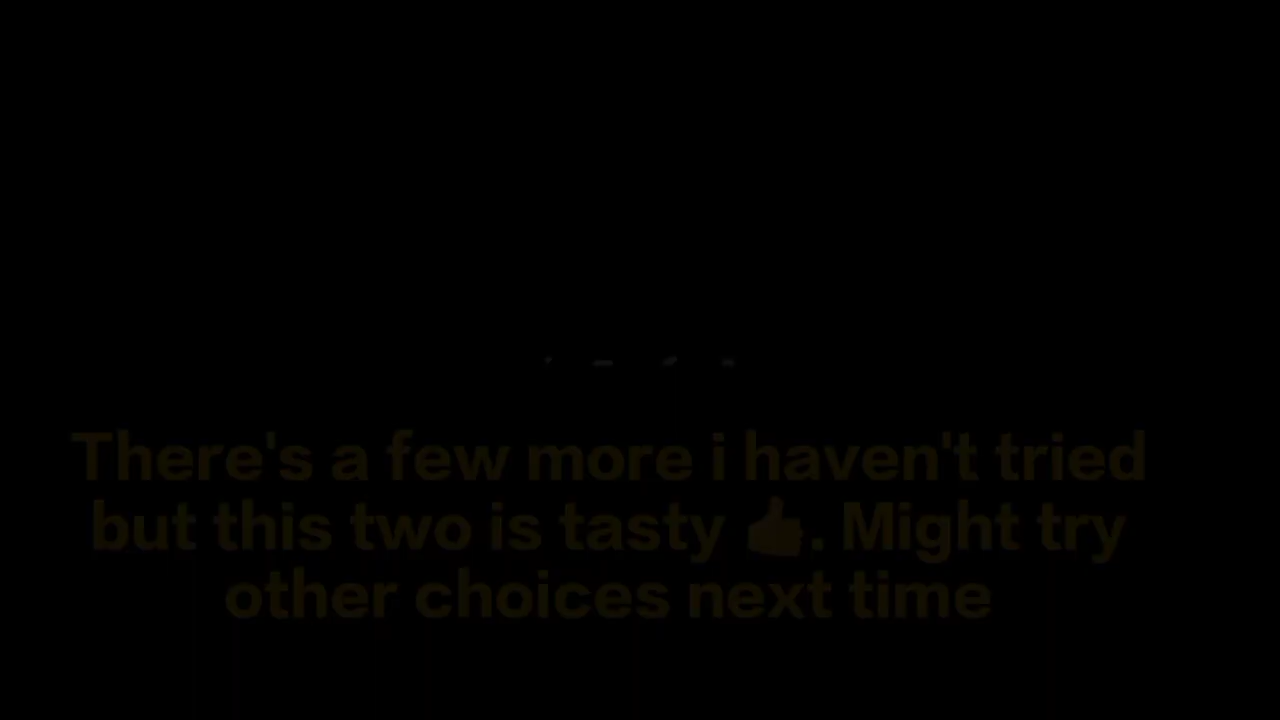 There's a few more i haven't tried
but this two is tasty 👍. Might try
other choices next time